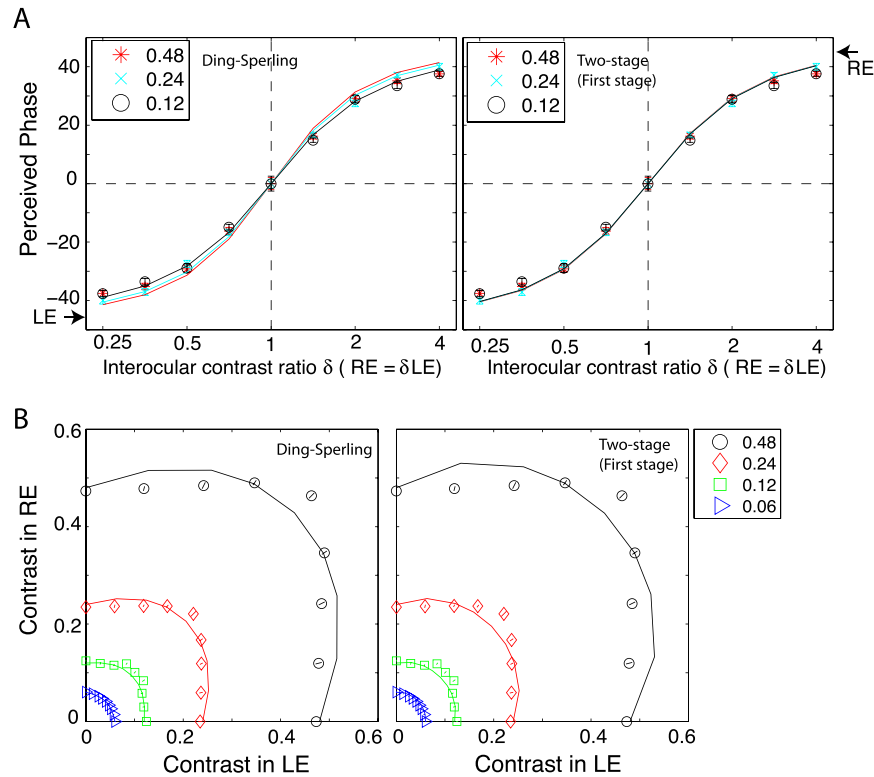 A
0.48
0.24
0.12
Ding-Sperling
0.48
0.24
0.12
Two-stage
(First stage)
RE
LE
Perceived Phase
40
20
0
−20
−40
0.25
0.5
1
2
4
0.25
0.5
1
2
4
Interocular contrast ratio δ ( RE = δLE)
Interocular contrast ratio δ ( RE = δLE)
B
Ding-Sperling
Two-stage
(First stage)
0.48
0.24
0.12
0.06
Contrast in RE
0.6
0.4
0.2
0
0
0.2
0.4
0.6
0
0.2
0.4
0.6
Contrast in LE
Contrast in LE